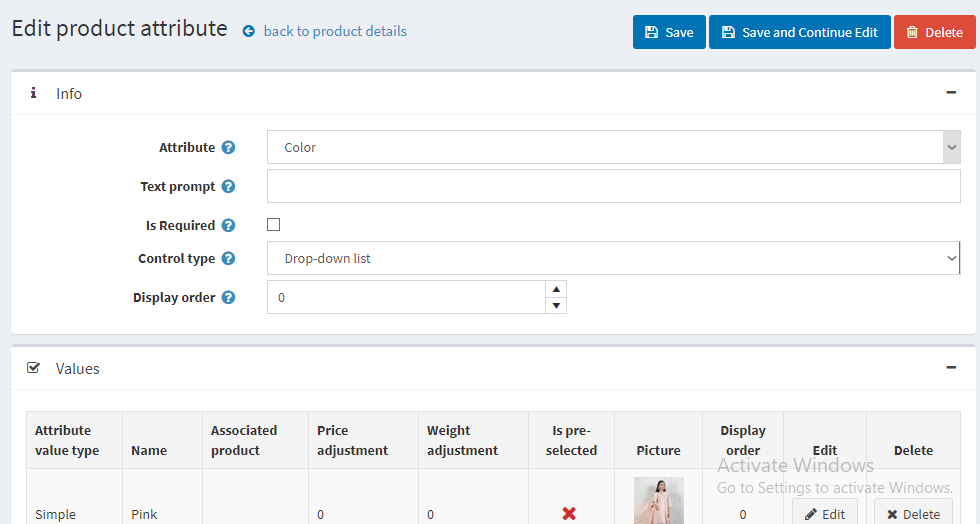 Edit product attribute back to product details Save Save and Continue Edit Delete
Info
Attribute Color
Text prompt
Is Required
Control type Drop-down list
Display order 0
Values
Attribute value type Name Associated product Price adjustment Weight adjustment Is pre-selected Picture Display order Edit Delete
Simple Pink 0 0 0 Edit Delete
Activate Windows
Go to Settings to activate Windows.